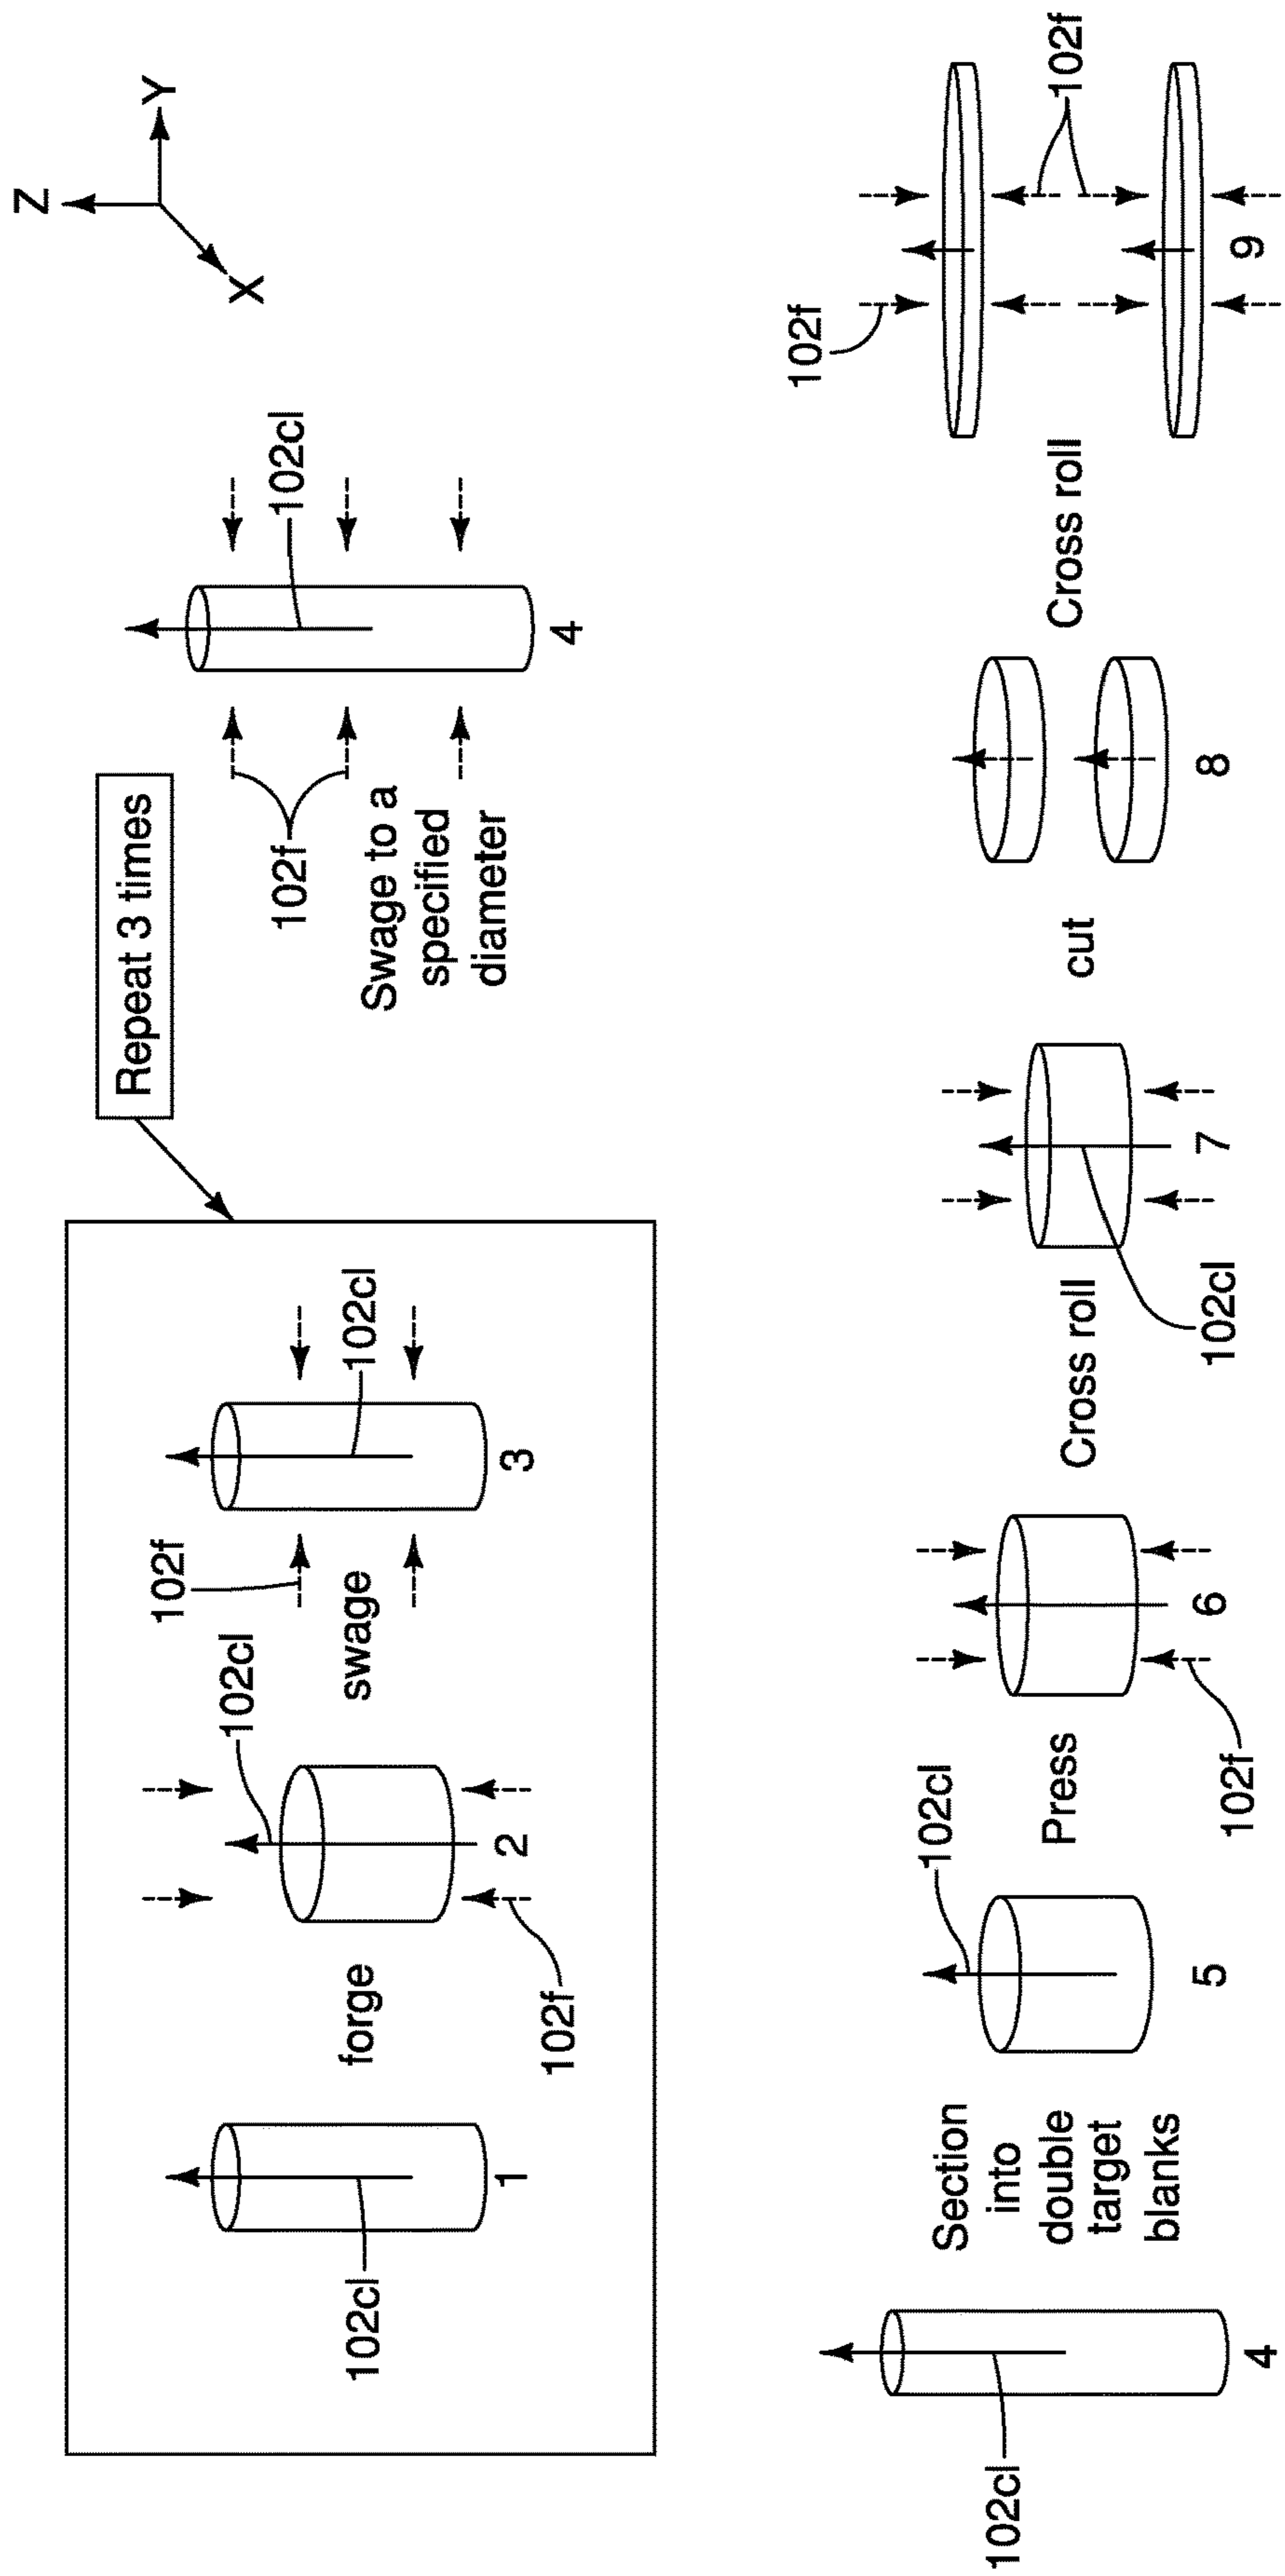 Repeat 3 times
Z
Y
X
102cl
1
forge
102f
102cl
2
swage
102f
102cl
3
Swage to a
specified
diameter
102f
102cl
4
102cl
4
Section
into
double
target
blanks
102cl
5
Press
102f
6
Cross roll
102cl
7
cut
8
Cross roll
102f
102f
9